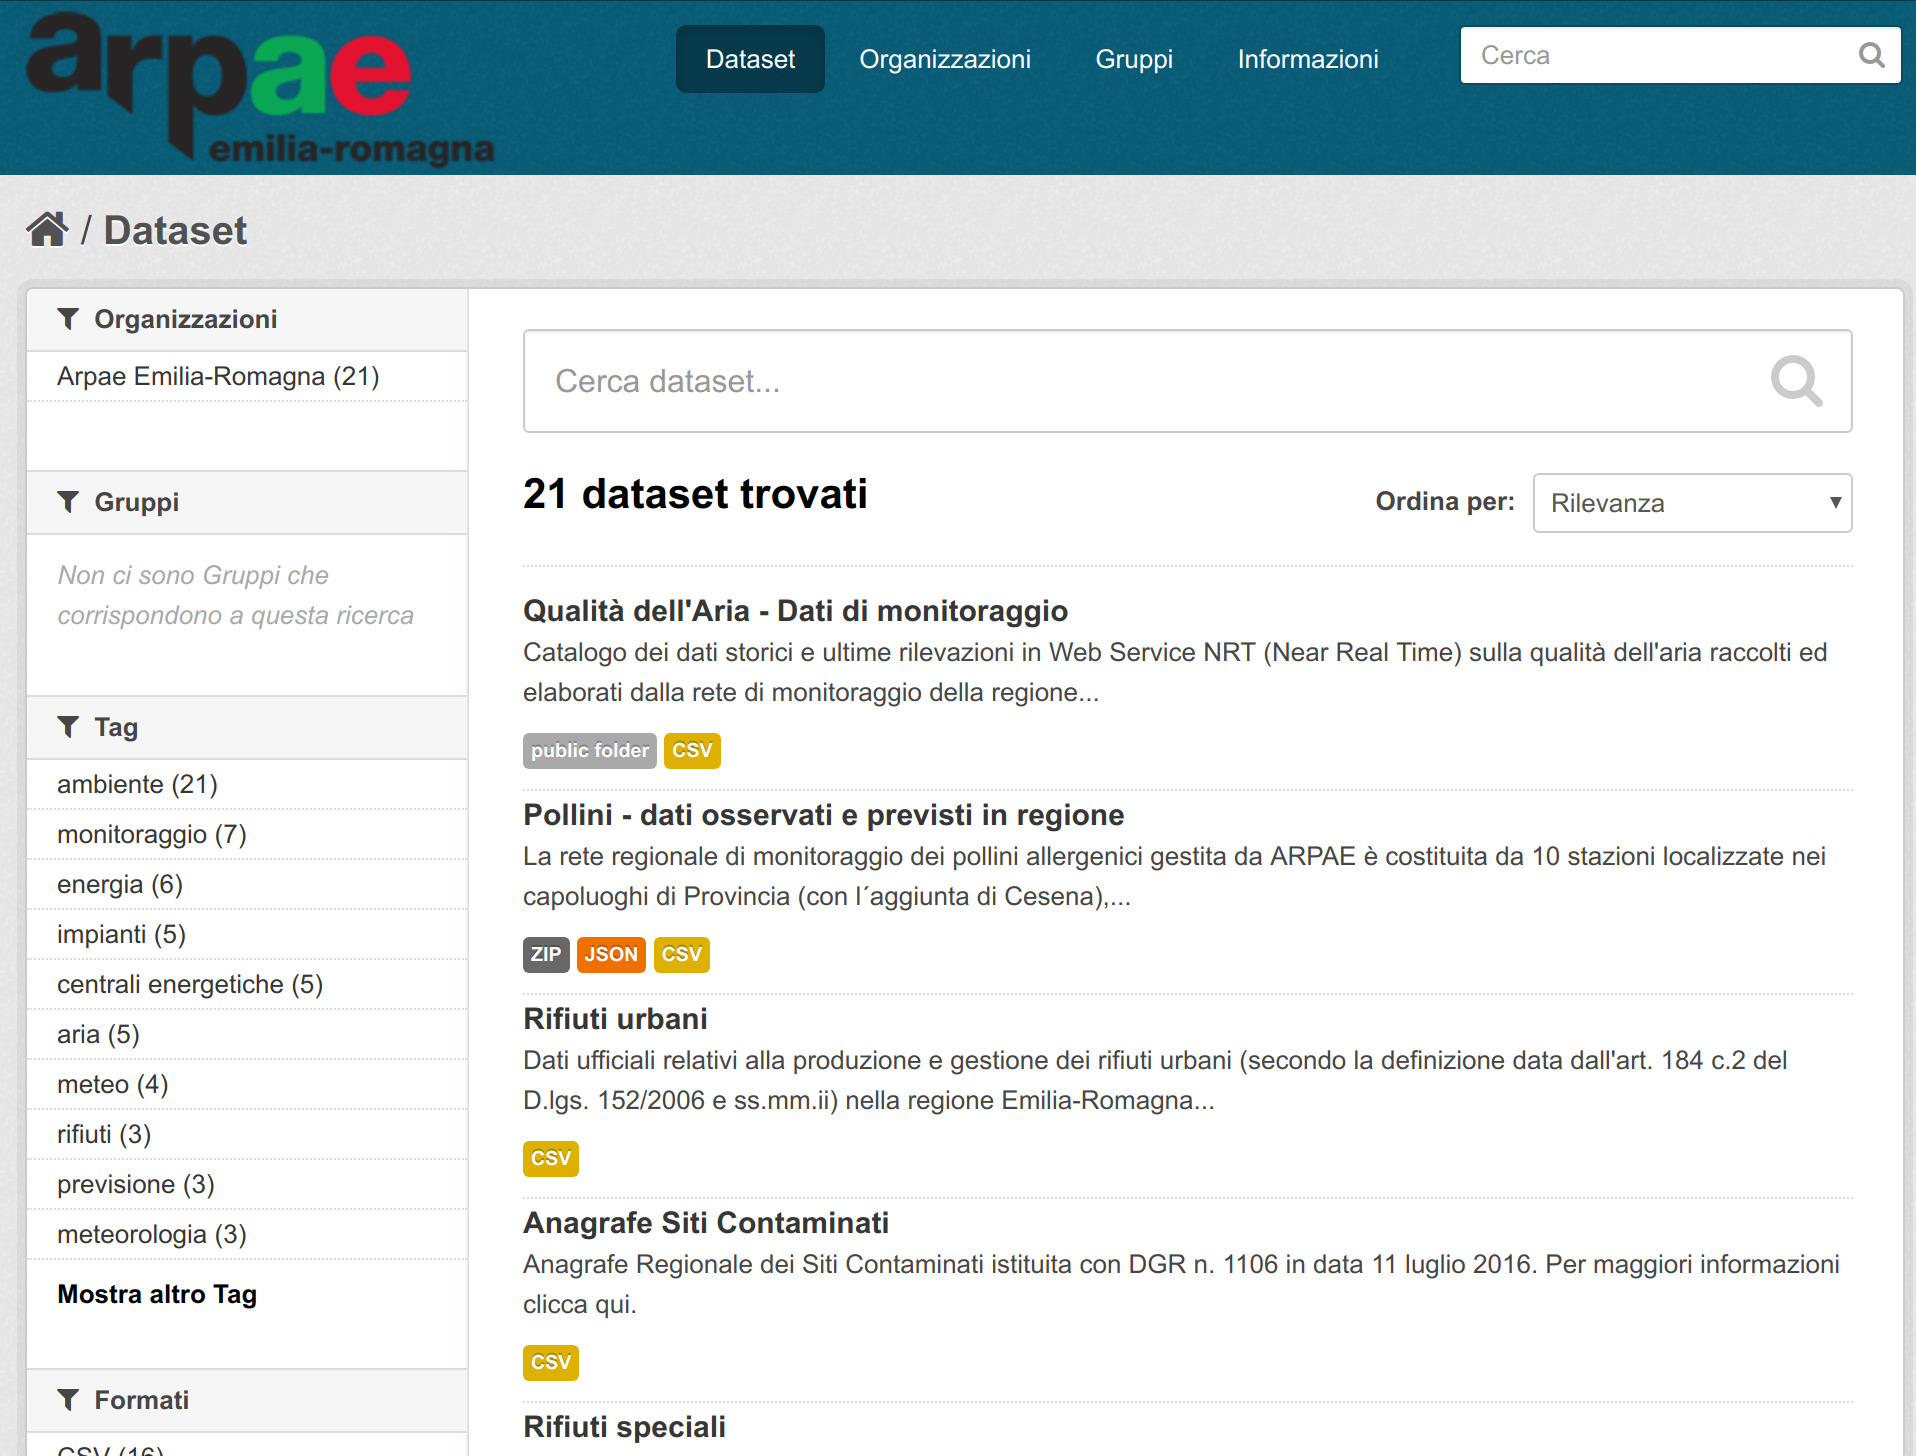 arpae
emilia-romagna
Dataset
Organizzazioni
Gruppi
Informazioni
Cerca
/ Dataset
Organizzazioni
Arpae Emilia-Romagna (21)
Gruppi
Non ci sono Gruppi che
corrispondono a questa ricerca
Tag
ambiente (21)
monitoraggio (7)
energia (6)
impianti (5)
centrali energetiche (5)
aria (5)
meteo (4)
rifiuti (3)
previsione (3)
meteorologia (3)
Mostra altro Tag
Formati
CSV (16)
Cerca dataset...
21 dataset trovati
Ordina per:
Rilevanza
Qualità dell'Aria - Dati di monitoraggio
Catalogo dei dati storici e ultime rilevazioni in Web Service NRT (Near Real Time) sulla qualità dell'aria raccolti ed
elaborati dalla rete di monitoraggio della regione...
public folder CSV
Pollini - dati osservati e previsti in regione
La rete regionale di monitoraggio dei pollini allergenici gestita da ARPAE è costituita da 10 stazioni localizzate nei
capoluoghi di Provincia (con l´aggiunta di Cesena),...
ZIP JSON CSV
Rifiuti urbani
Dati ufficiali relativi alla produzione e gestione dei rifiuti urbani (secondo la definizione data dall'art. 184 c.2 del
D.lgs. 152/2006 e ss.mm.ii) nella regione Emilia-Romagna...
CSV
Anagrafe Siti Contaminati
Anagrafe Regionale dei Siti Contaminati istituita con DGR n. 1106 in data 11 luglio 2016. Per maggiori informazioni
clicca qui.
CSV
Rifiuti speciali